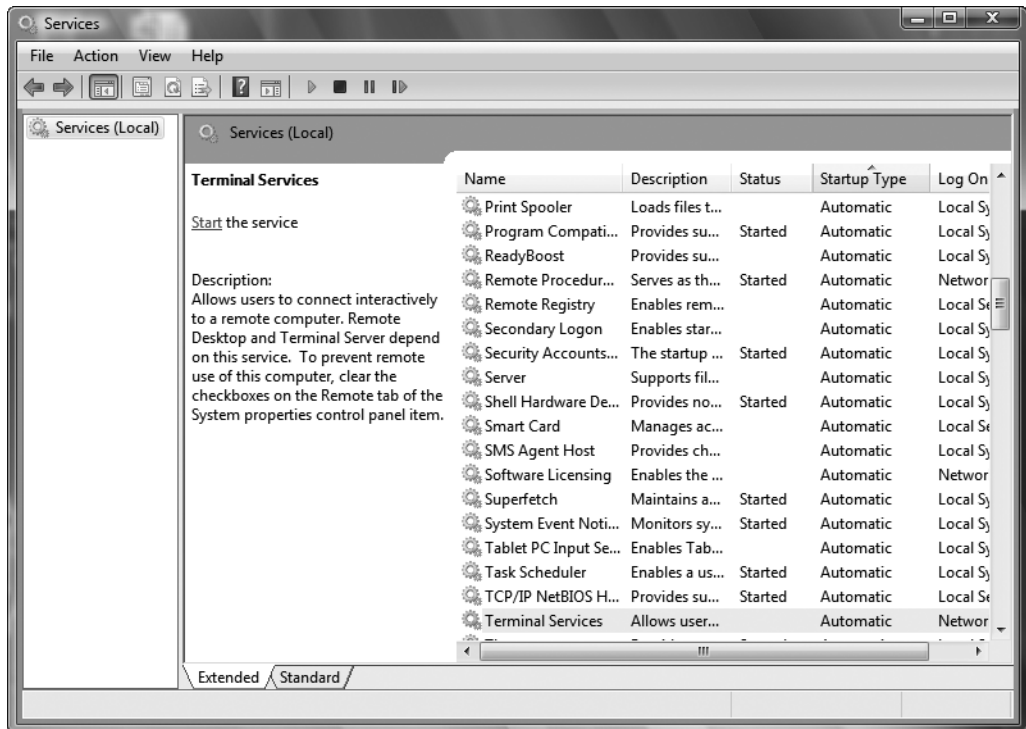 Services
File Action View Help
Services (Local)
Services (Local)
Terminal Services
Start the service
Description:
Allows users to connect interactively
to a remote computer. Remote
Desktop and Terminal Server depend
on this service. To prevent remote
use of this computer, clear the
checkboxes on the Remote tab of the
System properties control panel item.
Name Description Status Startup Type Log On
Print Spooler Loads files t... Automatic Local Sy
Program Compati... Provides su... Started Automatic Local Sy
ReadyBoost Provides su... Automatic Local Sy
Remote Procedur... Serves as th... Started Automatic Networ
Remote Registry Enables rem... Automatic Local Se
Secondary Logon Enables star... Automatic Local Sy
Security Accounts... The startup ... Started Automatic Local Sy
Server Supports fil... Automatic Local Sy
Shell Hardware De... Provides no... Started Automatic Local Sy
Smart Card Manages ac... Automatic Local Se
SMS Agent Host Provides ch... Automatic Local Sy
Software Licensing Enables the ... Automatic Networ
Superfetch Maintains a... Started Automatic Local Sy
System Event Noti... Monitors sy... Started Automatic Local Sy
Tablet PC Input Se... Enables Tab... Automatic Local Sy
Task Scheduler Enables a us... Started Automatic Local Sy
TCP/IP NetBIOS H... Provides su... Started Automatic Local Se
Terminal Services Allows user... Automatic Networ
Extended Standard